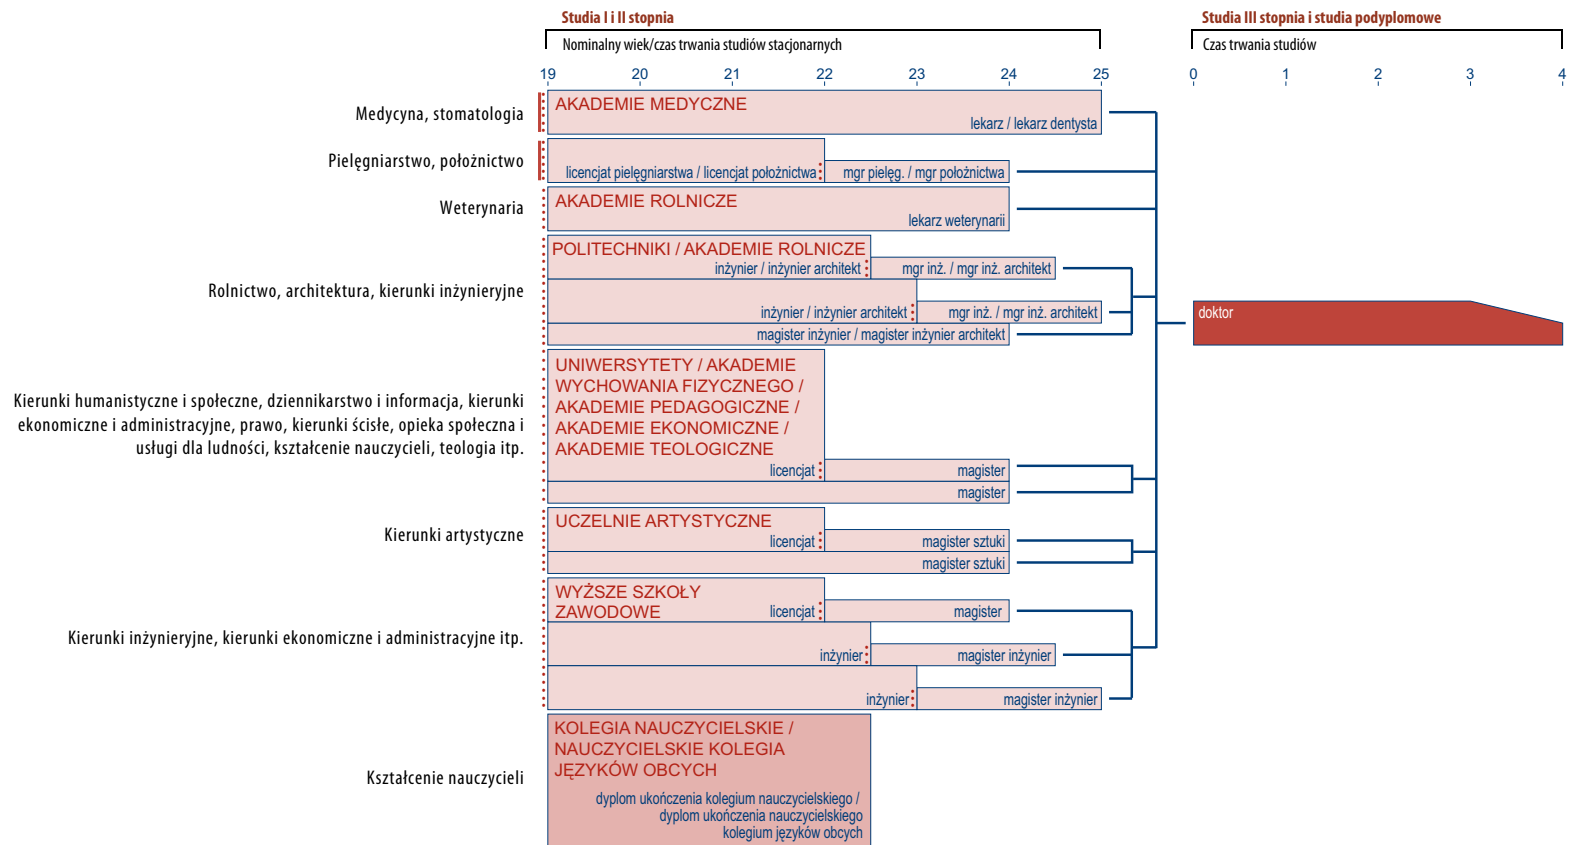 Studia I i II stopnia
Studia III stopnia i studia podyplomowe
Nominalny wiek/czas trwania studiów stacjonarnych
Czas trwania studiów
19 20 21 22 23 24 25
0 1 2 3 4
Medycyna, stomatologia
AKADEMIE MEDYCZNE
lekarz / lekarz dentysta
Pielęgniarstwo, położnictwo
licencjat pielęgniarstwa / licencjat położnictwa
mgr pielęg. / mgr położnictwa
Weterynaria
AKADEMIE ROLNICZE
lekarz weterynarii
Rolnictwo, architektura, kierunki inżynieryjne
POLITECHNIKI / AKADEMIE ROLNICZE
inżynier / inżynier architekt
mgr inż. / mgr inż. architekt
inżynier / inżynier architekt
mgr inż. / mgr inż. architekt
magister inżynier / magister inżynier architekt
doktor
Kierunki humanistyczne i społeczne, dziennikarstwo i informacja, kierunki
ekonomiczne i administracyjne, prawo, kierunki ścisłe, opieka społeczna i
usługi dla ludności, kształcenie nauczycieli, teologia itp.
UNIWERSYTETY / AKADEMIE
WYCHOWANIA FIZYCZNEGO /
AKADEMIE PEDAGOGICZNE /
AKADEMIE EKONOMICZNE /
AKADEMIE TEOLOGICZNE
licencjat
magister
magister
Kierunki artystyczne
UCZELNIE ARTYSTYCZNE
licencjat
magister sztuki
magister sztuki
Kierunki inżynieryjne, kierunki ekonomiczne i administracyjne itp.
WYŻSZE SZKOŁY
ZAWODOWE
licencjat
magister
inżynier
magister inżynier
inżynier
magister inżynier
Kształcenie nauczycieli
KOLEGIA NAUCZYCIELSKIE /
NAUCZYCIELSKIE KOLEGIA
JĘZYKÓW OBCYCH
dyplom ukończenia kolegium nauczycielskiego /
dyplom ukończenia nauczycielskiego
kolegium języków obcych